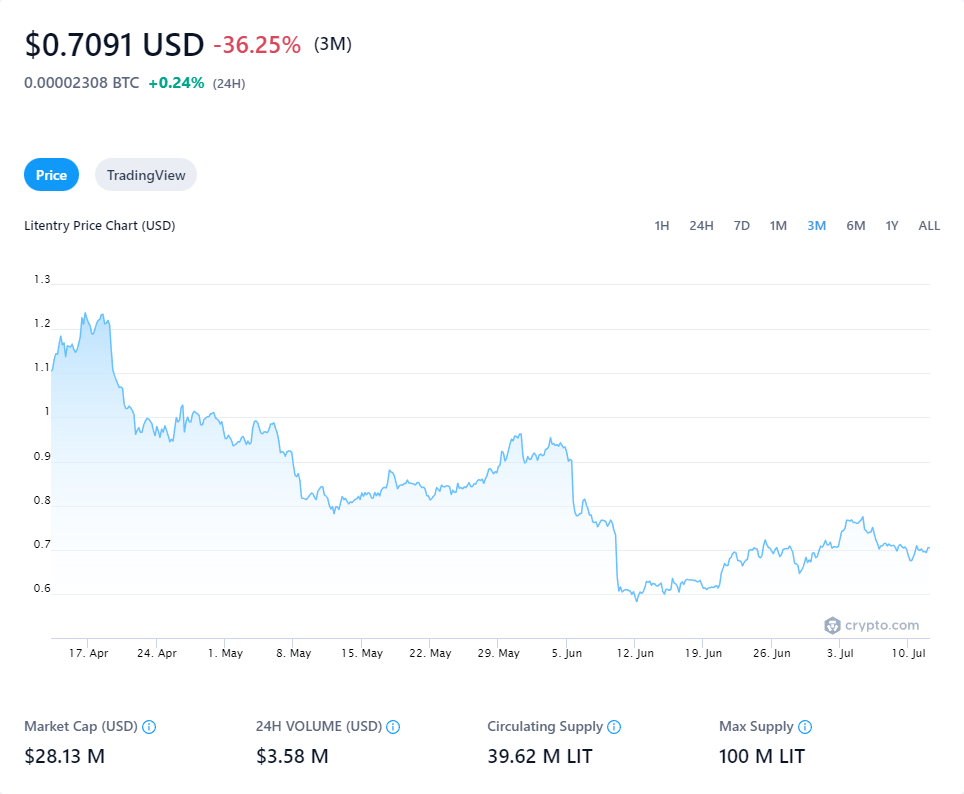 $0.7091 USD -36.25% (3M)
0.00002308 BTC +0.24% (24H)
Price TradingView
Litentry Price Chart (USD) 1H 24H 7D 1M 3M 6M 1Y ALL
1.3
1.2
1.1
1
0.9
0.8
0.7
0.6
crypto.com
17. Apr 24. Apr 1. May 8. May 15. May 22. May 29. May 5. Jun 12. Jun 19. Jun 26. Jun 3. Jul 10. Jul
Market Cap (USD) 24H VOLUME (USD) Circulating Supply Max Supply
$28.13 M $3.58 M 39.62 M LIT 100 M LIT